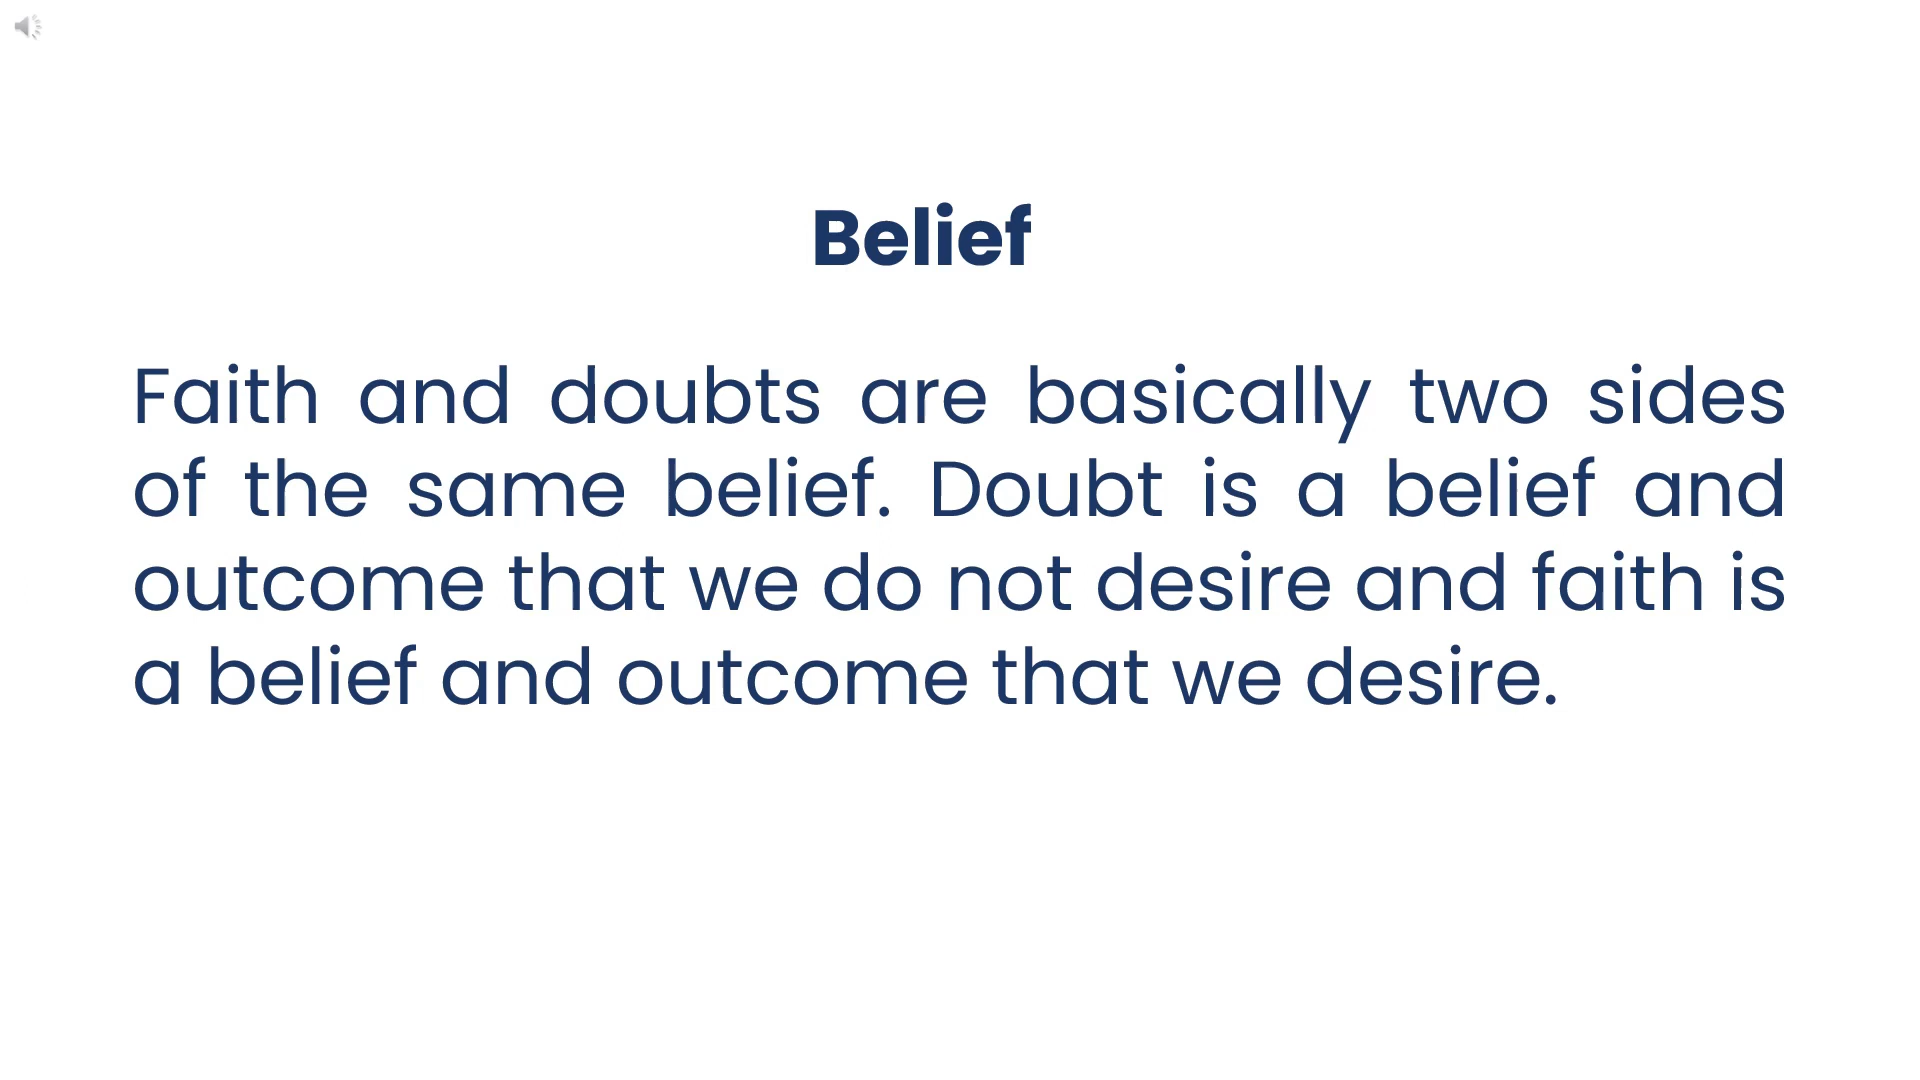 Belief
Faith and doubts are basically two sides
of the same belief. Doubt is a belief and
outcome that we do not desire and faith is
a belief and outcome that we desire.